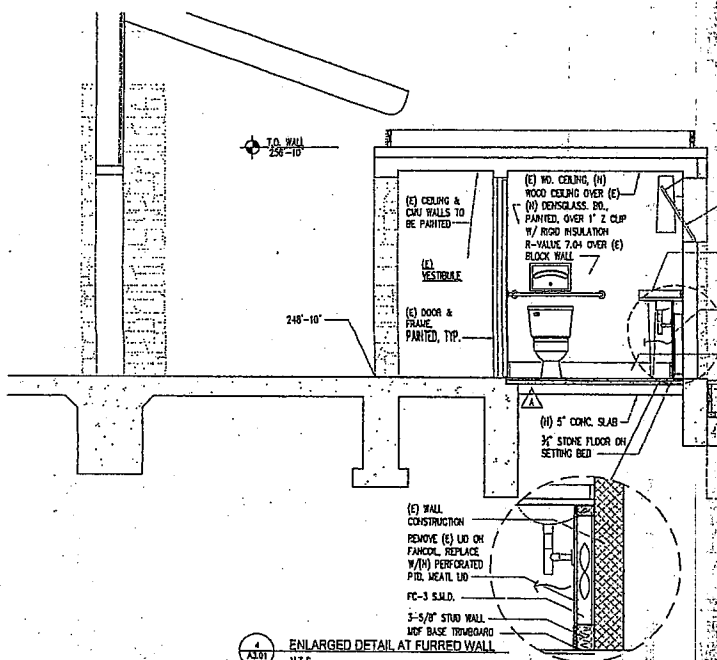 T.O. WALL
256'-10"
(E) CEILING &
CMU WALLS TO
BE PAINTED
(E)
VESTIBULE
(E) DOOR &
FRAME,
PAINTED, TYP.
248'-10"
(E) WD. CEILING, (N)
WOOD CEILING OVER (E)
(N) DENSGLASS. BD.,
PAINTED, OVER 1" Z CLIP
W/ RIGID INSULATION
R-VALUE 7.04 OVER (E)
BLOCK WALL
A
(N) 5" CONC. SLAB
¾" STONE FLOOR ON
SETTING BED
(E) WALL
CONSTRUCTION
REMOVE (E) LID ON
FANCOIL, REPLACE
W/(N) PERFORATED
PTD. MEATL LID
FC-3 S.M.D.
3-5/8" STUD WALL
MDF BASE TRIMBOARD
4
A3.01
ENLARGED DETAIL AT FURRED WALL
N.T.S.